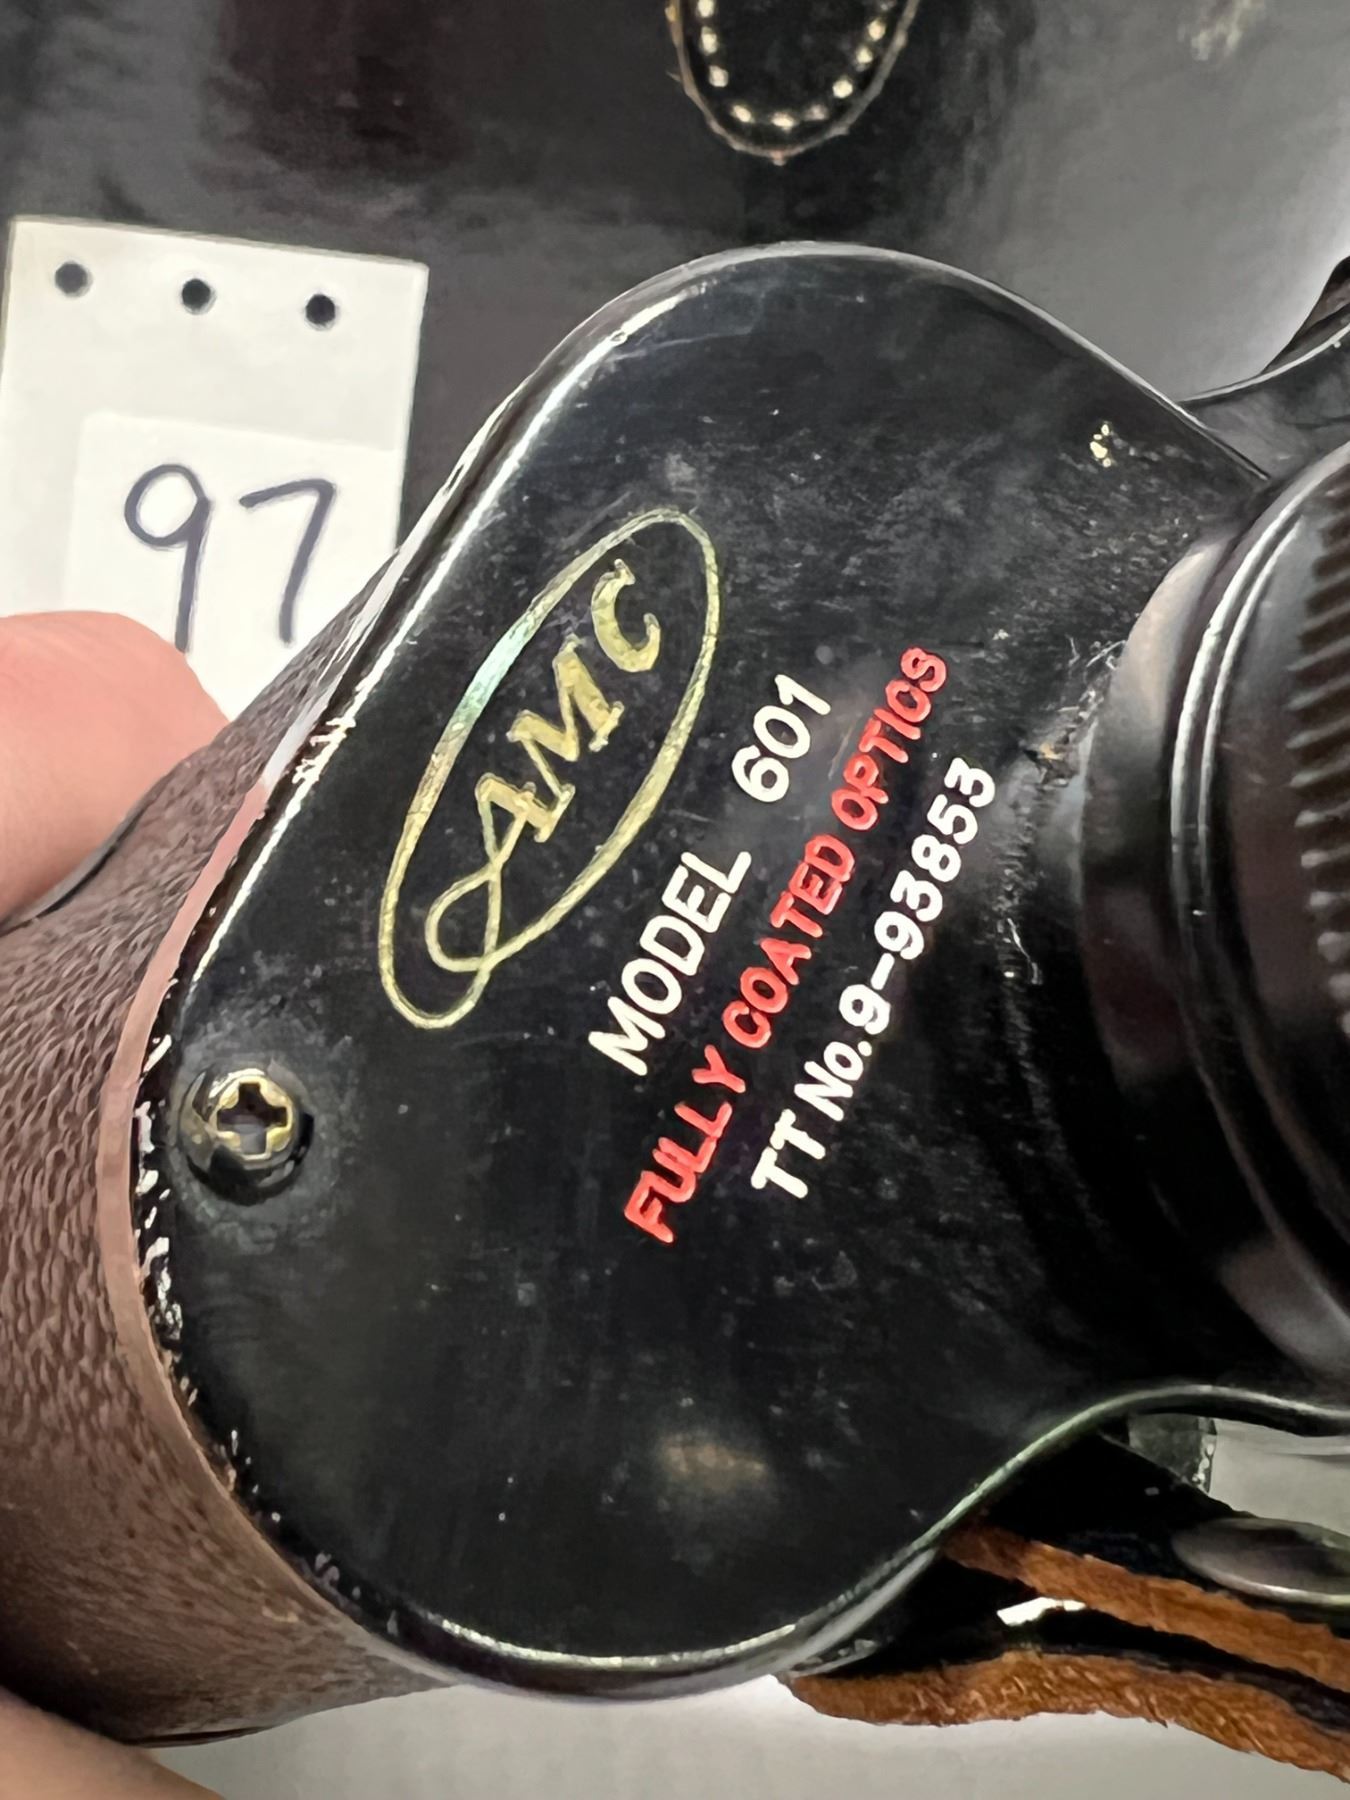 97
AMC
MODEL 601
FULLY COATED OPTICS
TT No.9-93853